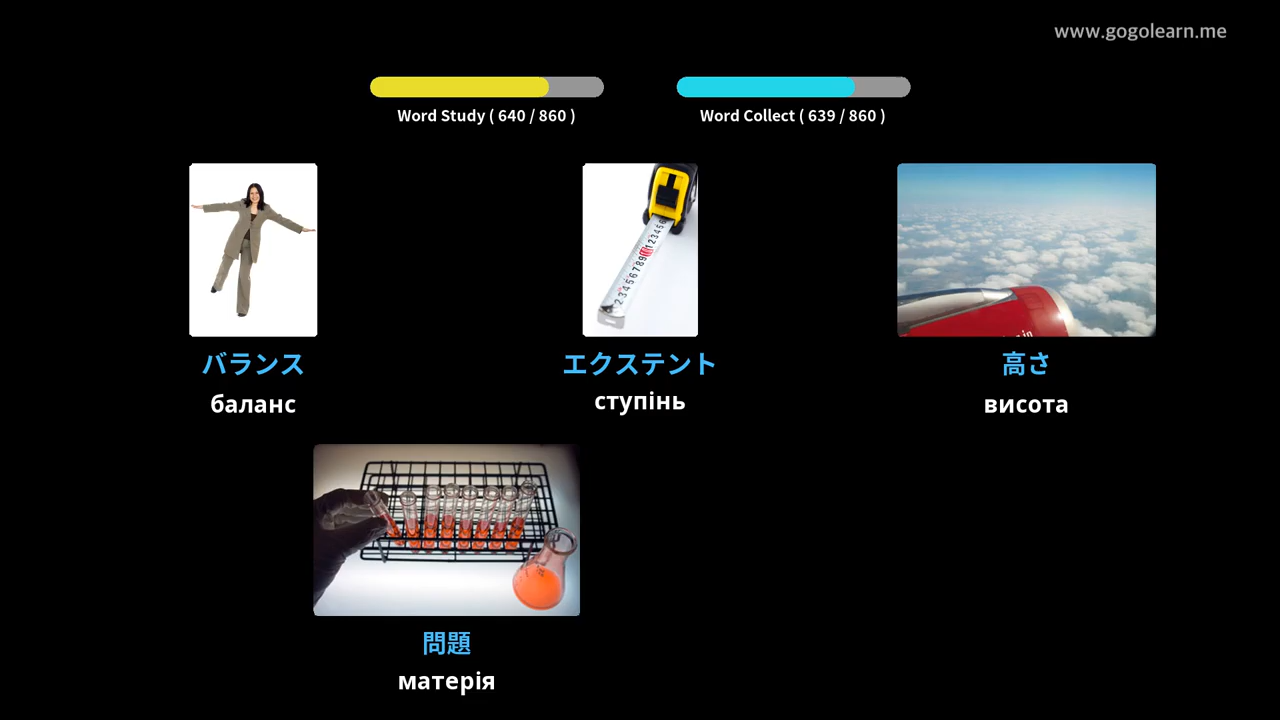 www.gogolearn.me
Word Study ( 640 / 860 )
Word Collect ( 639 / 860 )
バランス
баланс
エクステント
ступінь
高さ
висота
問題
матерія